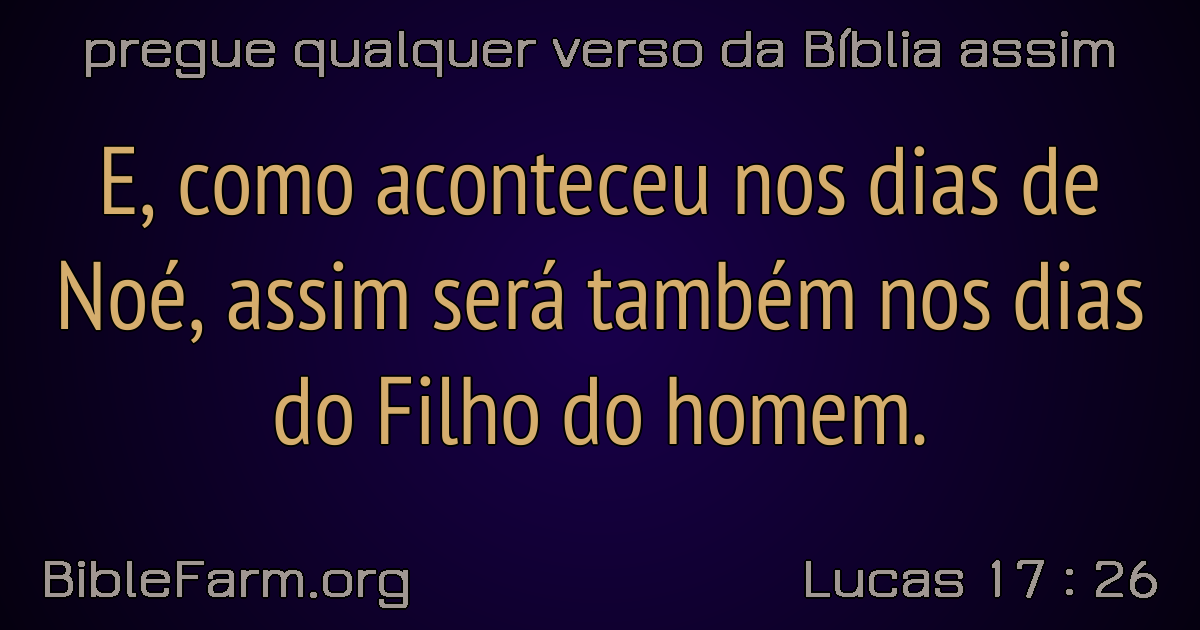 pregue qualquer verso da Bíblia assim
E, como aconteceu nos dias de
Noé, assim será também nos dias
do Filho do homem.
BibleFarm.org
Lucas 17 : 26